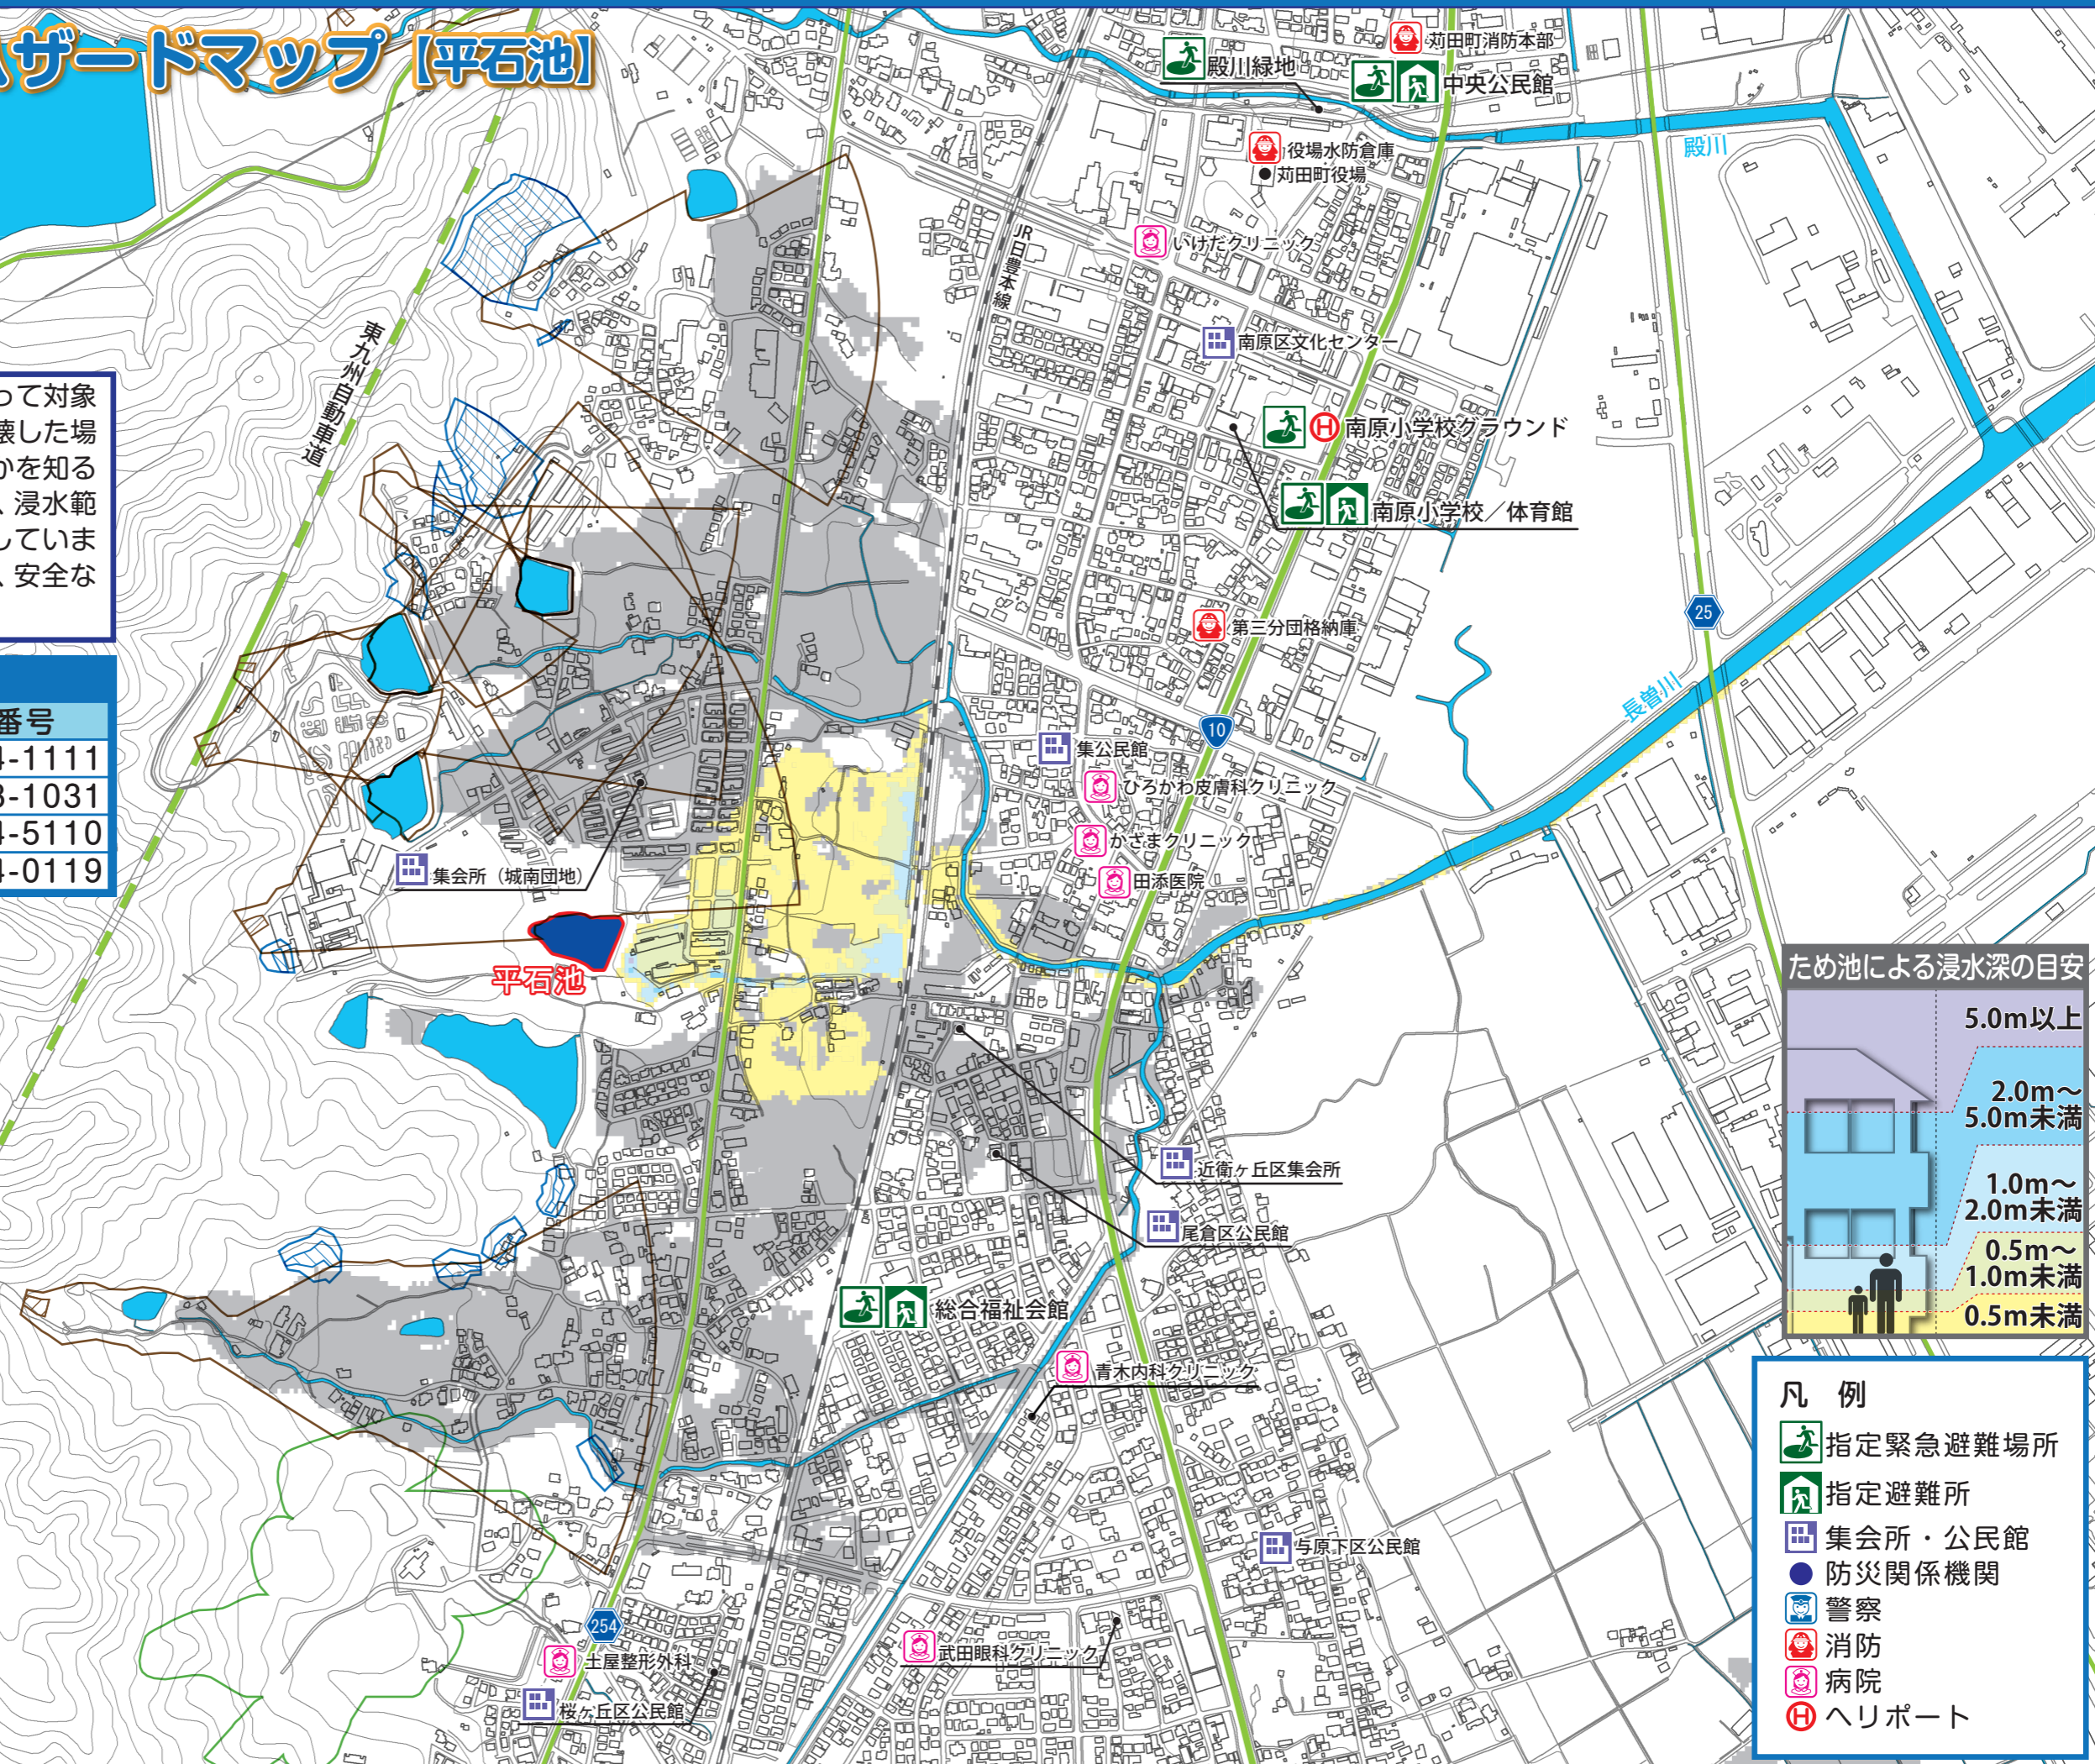 ザードマップ【平石池】
って対象
壊した場
かを知る
、浸水範
していま
、安全な
番号
4-1111
3-1031
4-5110
4-0119
苅田町消防本部
殿川緑地
中央公民館
殿川
役場水防倉庫
苅田町役場
いけだクリニック
JR日豊本線
南原区文化センター
東九州自動車道
南原小学校グラウンド
南原小学校／体育館
第三分団格納庫
25
長曽川
10
集公民館
ひろかわ皮膚科クリニック
かざまクリニック
田添医院
集会所（城南団地）
平石池
近衛ヶ丘区集会所
尾倉区公民館
総合福祉会館
青木内科クリニック
与原下区公民館
254
土屋整形外科
武田眼科クリニック
桜ヶ丘区公民館
ため池による浸水深の目安
5.0m以上
2.0m～
5.0m未満
1.0m～
2.0m未満
0.5m～
1.0m未満
0.5m未満
凡 例
指定緊急避難場所
指定避難所
集会所・公民館
防災関係機関
警察
消防
病院
ヘリポート